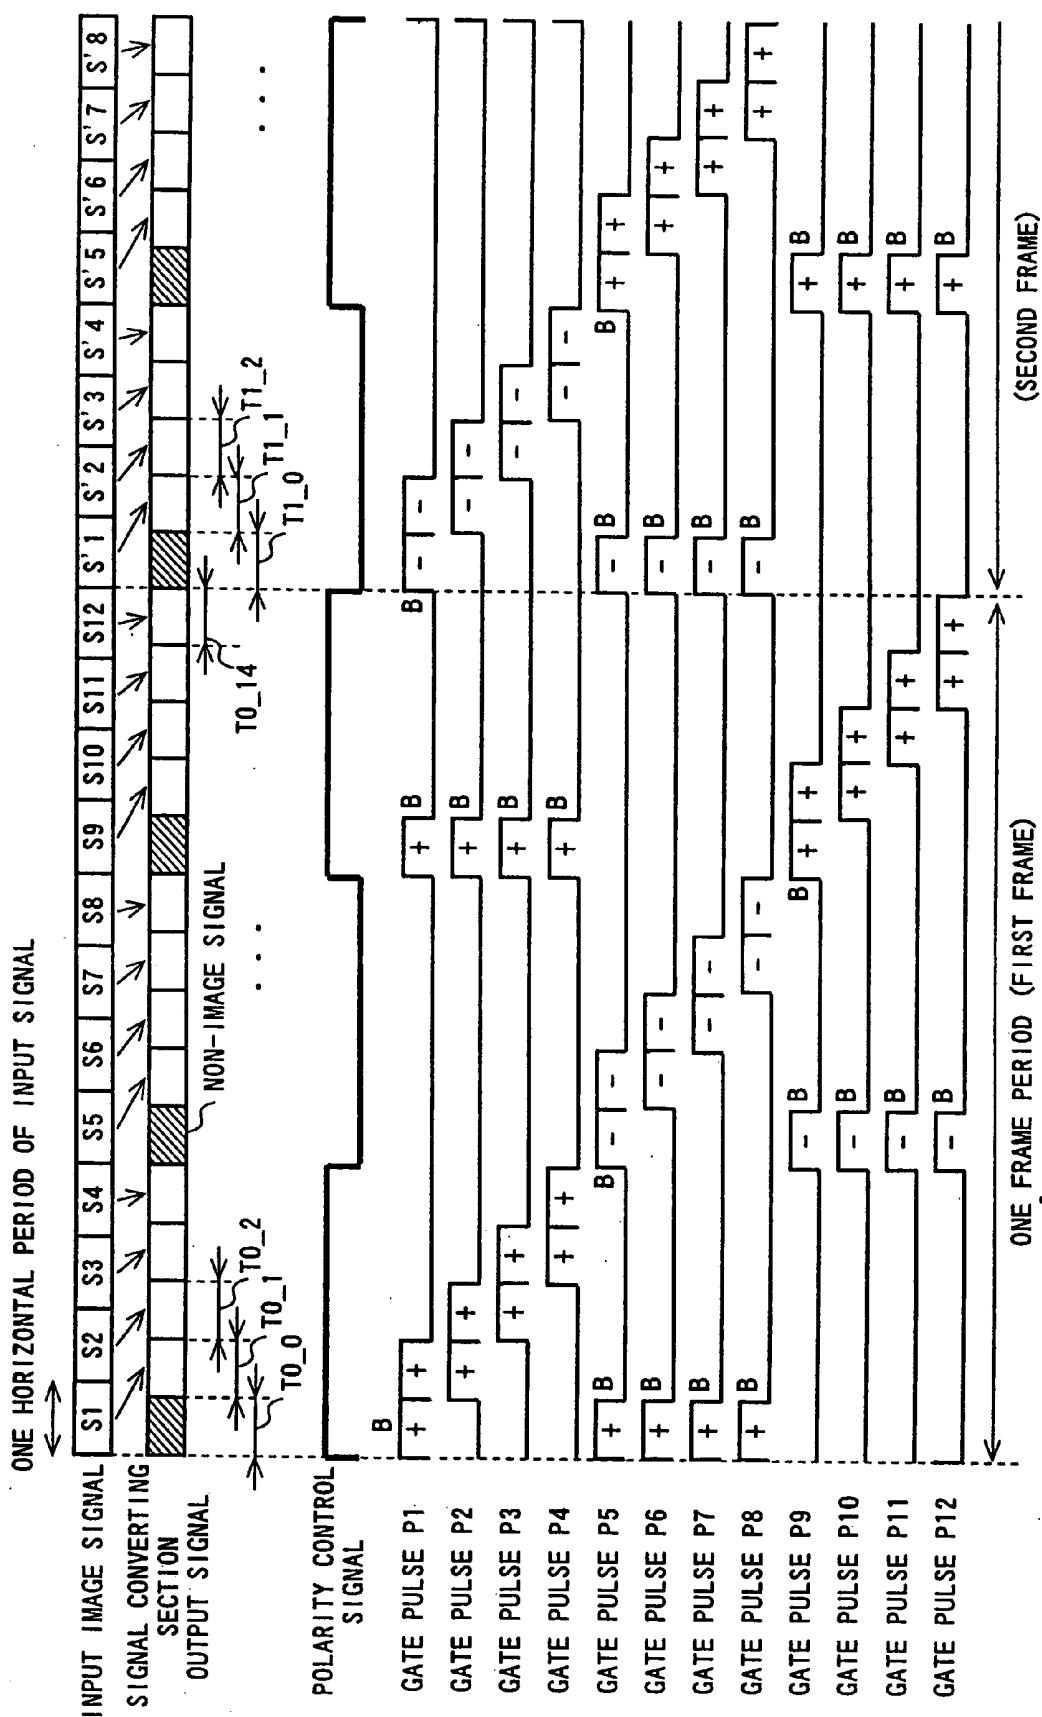 ONE HORIZONTAL PERIOD OF INPUT SIGNAL
INPUT IMAGE SIGNAL S1 S2 S3 S4 S5 S6 S7 S8 S9 S10 S11 S12 S'1 S'2 S'3 S'4 S'5 S'6 S'7 S'8
SIGNAL CONVERTING
SECTION
OUTPUT SIGNAL
NON-IMAGE SIGNAL
T0_0 T0_1 T0_2 T0_14 T1_0 T1_1 T1_2
POLARITY CONTROL
SIGNAL
GATE PULSE P1 B + + + B B - -
GATE PULSE P2 + + + B - -
GATE PULSE P3 + + + B - -
GATE PULSE P4 + + + B - -
GATE PULSE P5 + B B - - - B B + +
GATE PULSE P6 + B - - - B + +
GATE PULSE P7 + B - - - B + +
GATE PULSE P8 + B - - - B + +
GATE PULSE P9 - B B + + + B
GATE PULSE P10 - B + + + B
GATE PULSE P11 - B + + + B
GATE PULSE P12 - B + + + B
ONE FRAME PERIOD (FIRST FRAME)
(SECOND FRAME)